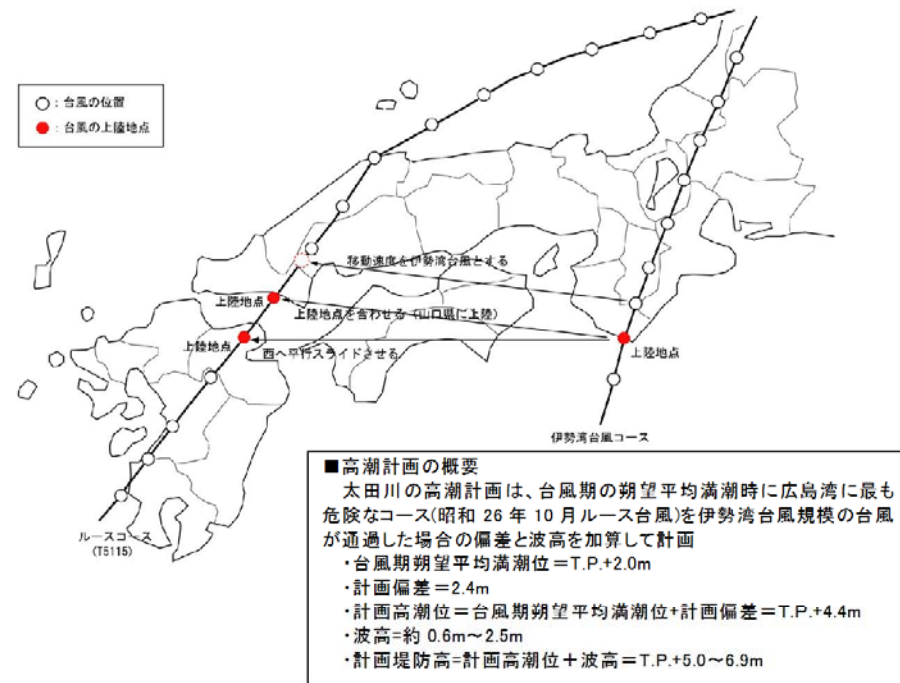 ○：台風の位置
●：台風の上陸地点
移動速度を伊勢湾台風とする
上陸地点
上陸地点を合わせる（山口県に上陸）
上陸地点
西へ平行スライドさせる
上陸地点
伊勢湾台風コース
ルースコース
(T5115)
■高潮計画の概要
太田川の高潮計画は、台風期の朔望平均満潮時に広島湾に最も
危険なコース(昭和 26 年 10 月ルース台風)を伊勢湾台風規模の台風
が通過した場合の偏差と波高を加算して計画
・台風期朔望平均満潮位＝T.P.+2.0m
・計画偏差＝2.4m
・計画高潮位＝台風期朔望平均満潮位+計画偏差＝T.P.+4.4m
・波高=約 0.6m～2.5m
・計画堤防高=計画高潮位＋波高＝T.P.+5.0～6.9m